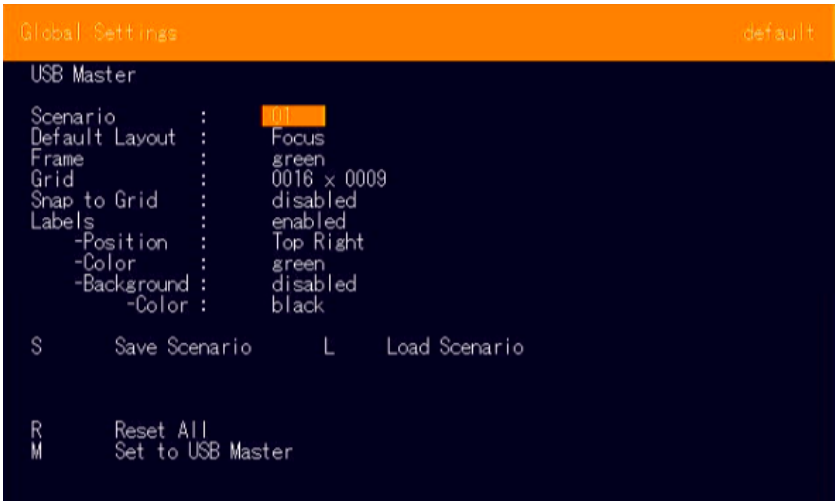 Global Settings default
USB Master
Scenario : 01
Default Layout : Focus
Frame : green
Grid : 0016 x 0009
Snap to Grid : disabled
Labels : enabled
-Position : Top Right
-Color : green
-Background : disabled
-Color : black
S Save Scenario L Load Scenario
R Reset All
M Set to USB Master